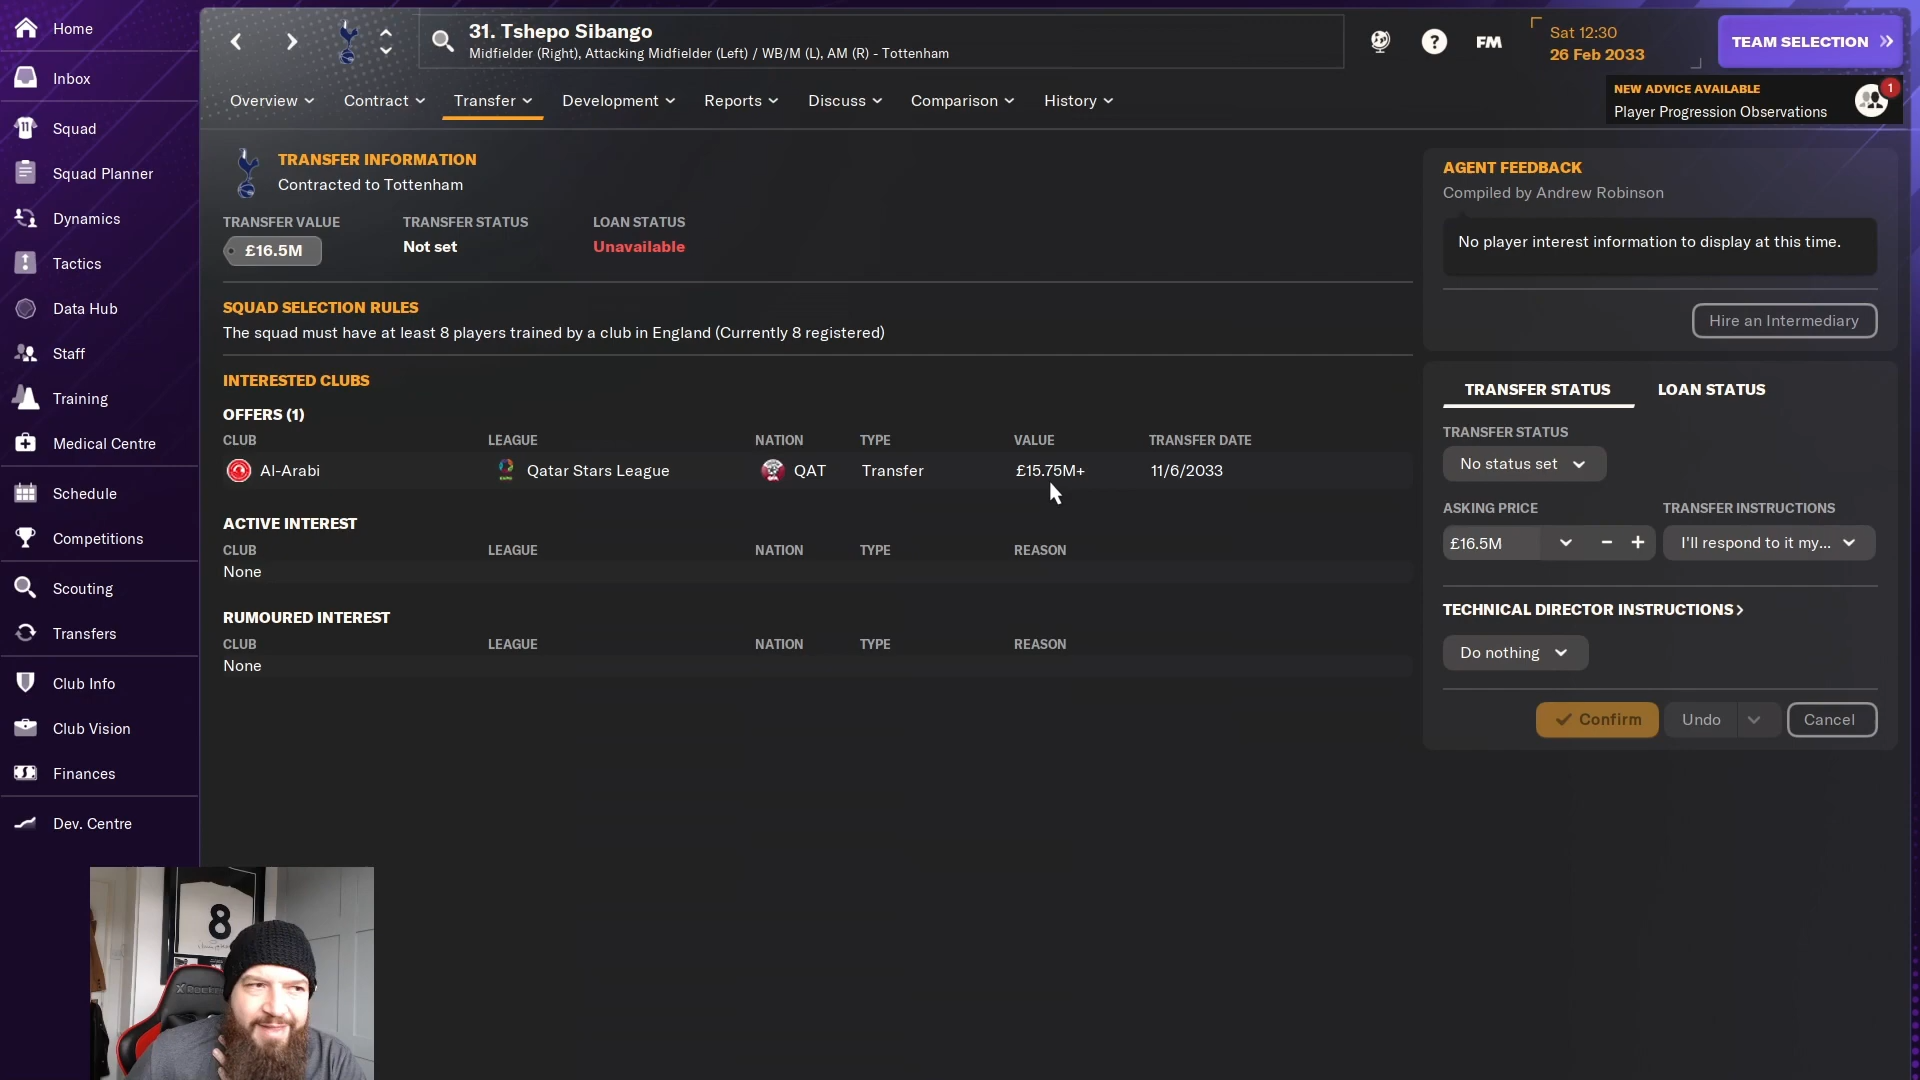 Home
Inbox
Squad
Squad Planner
Dynamics
Tactics
Data Hub
Staff
Training
Medical Centre
Schedule
Competitions
Scouting
Transfers
Club Info
Club Vision
Finances
Dev. Centre
31. Tshepo Sibango
Midfielder (Right), Attacking Midfielder (Left) / WB/M (L), AM (R) - Tottenham
?
FM
Sat 12:30
26 Feb 2033
TEAM SELECTION
Overview Contract Transfer Development Reports Discuss Comparison History
NEW ADVICE AVAILABLE
Player Progression Observations
1
TRANSFER INFORMATION
Contracted to Tottenham
TRANSFER VALUE TRANSFER STATUS LOAN STATUS
£16.5M Not set Unavailable
SQUAD SELECTION RULES
The squad must have at least 8 players trained by a club in England (Currently 8 registered)
INTERESTED CLUBS
OFFERS (1)
CLUB LEAGUE NATION TYPE VALUE TRANSFER DATE
Al-Arabi Qatar Stars League QAT Transfer £15.75M+ 11/6/2033
ACTIVE INTEREST
CLUB LEAGUE NATION TYPE REASON
None
RUMOURED INTEREST
CLUB LEAGUE NATION TYPE REASON
None
AGENT FEEDBACK
Compiled by Andrew Robinson
No player interest information to display at this time.
Hire an Intermediary
TRANSFER STATUS LOAN STATUS
TRANSFER STATUS
No status set
ASKING PRICE TRANSFER INSTRUCTIONS
£16.5M − + I'll respond to it my...
TECHNICAL DIRECTOR INSTRUCTIONS >
Do nothing
Confirm Undo Cancel
8